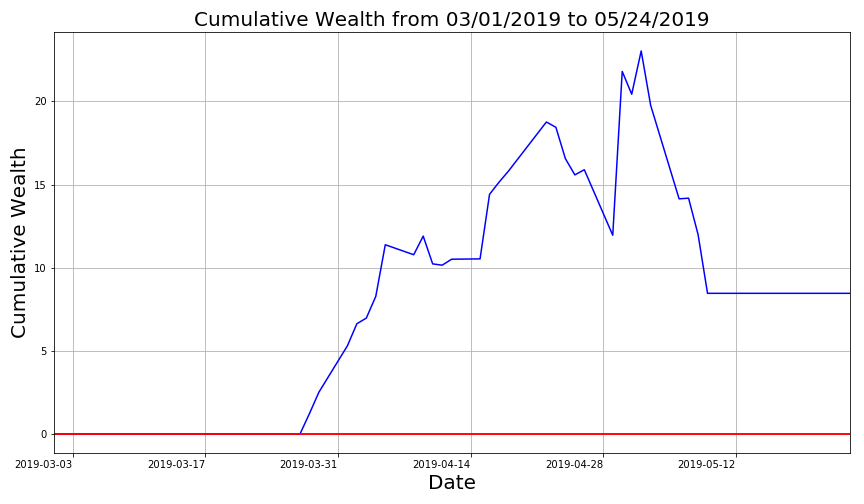 Cumulative Wealth from 03/01/2019 to 05/24/2019
Cumulative Wealth
20
15
10
5
0
2019-03-03 2019-03-17 2019-03-31 2019-04-14 2019-04-28 2019-05-12
Date